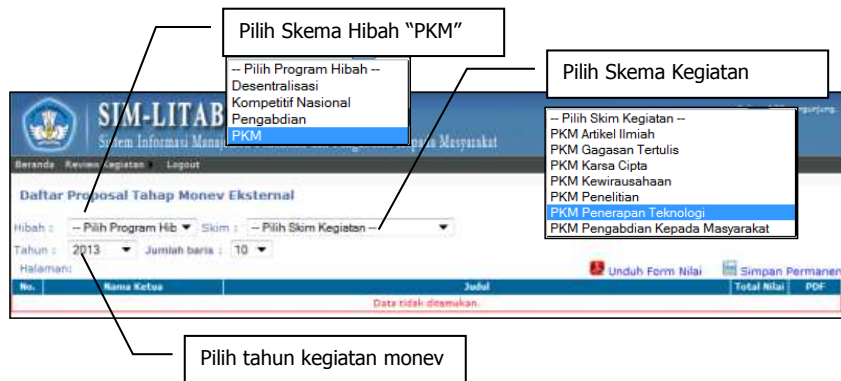 Pilih Skema Hibah “PKM”
Pilih Skema Kegiatan
-- Pilih Program Hibah --
Desentralisasi
Kompetitif Nasional
Pengabdian
PKM
-- Pilih Skim Kegiatan --
PKM Artikel Ilmiah
PKM Gagasan Tertulis
PKM Karsa Cipta
PKM Kewirausahaan
PKM Penelitian
PKM Penerapan Teknologi
PKM Pengabdian Kepada Masyarakat
SIM-LITAB
Sistem Informasi Masyarakat
Beranda Review Kegiatan Logout
Daftar Proposal Tahap Monev Eksternal
Hibah : -- Pilih Program Hib Skim : -- Pilih Skim Kegiatan --
Tahun : 2013 Jumlah baris : 10
Halaman:
Unduh Form Nilai Simpan Permanen
No. Nama Ketua Judul Total Nilai PDF
Data tidak ditemukan.
Pilih tahun kegiatan monev